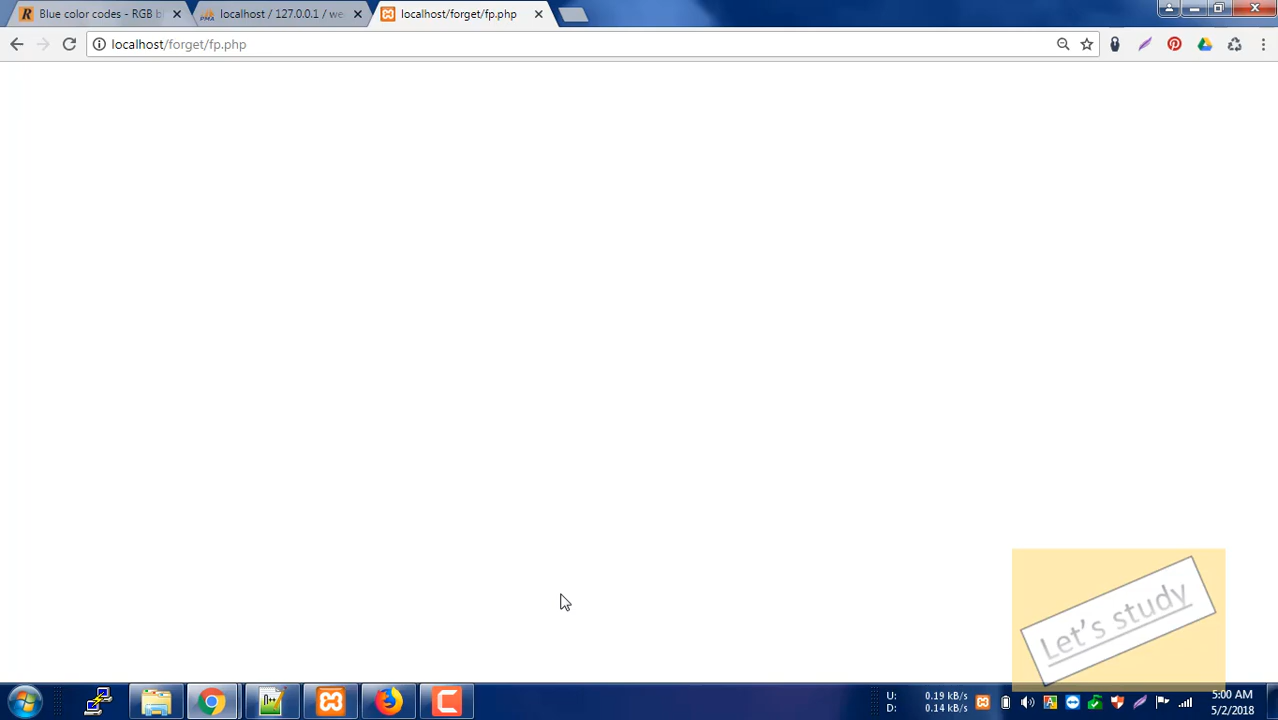 Blue color codes - RGB b
localhost / 127.0.0.1 / we
localhost/forget/fp.php
localhost/forget/fp.php
Let's study
U: 0.19 kB/s
D: 0.14 kB/s
5:00 AM
5/2/2018